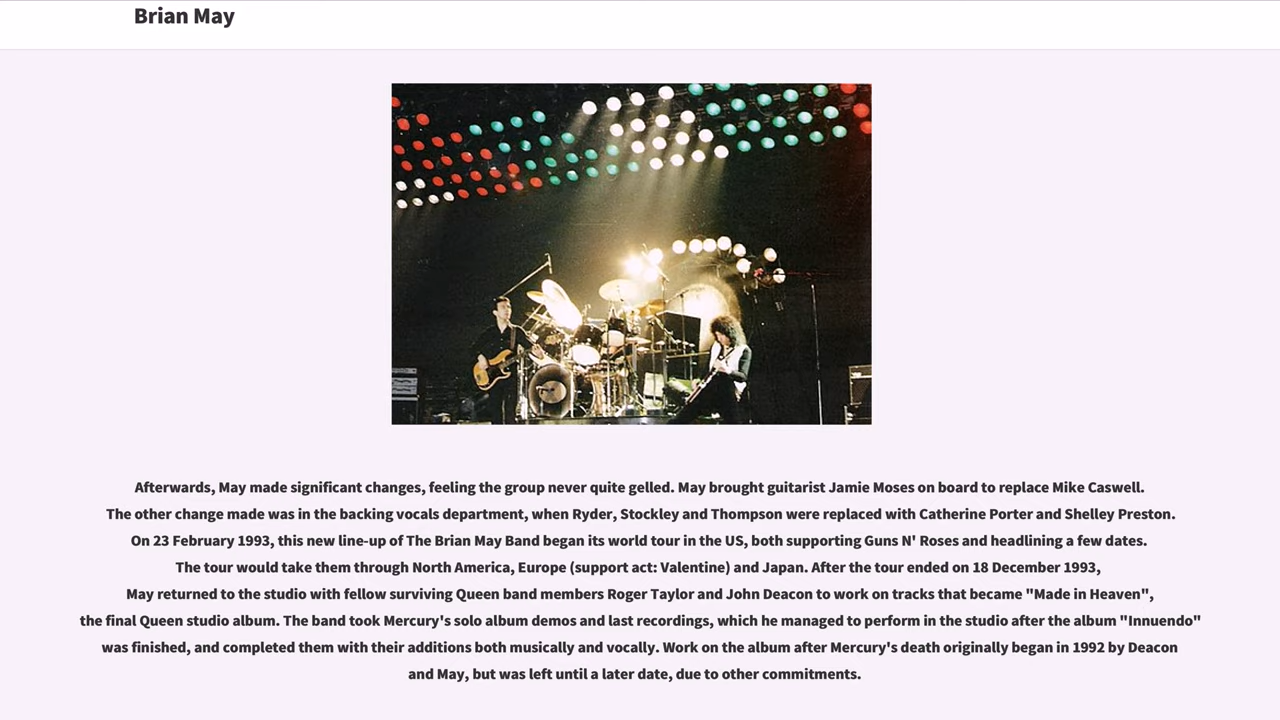 Brian May
Afterwards, May made significant changes, feeling the group never quite gelled. May brought guitarist Jamie Moses on board to replace Mike Caswell.
The other change made was in the backing vocals department, when Ryder, Stockley and Thompson were replaced with Catherine Porter and Shelley Preston.
On 23 February 1993, this new line-up of The Brian May Band began its world tour in the US, both supporting Guns N' Roses and headlining a few dates.
The tour would take them through North America, Europe (support act: Valentine) and Japan. After the tour ended on 18 December 1993,
May returned to the studio with fellow surviving Queen band members Roger Taylor and John Deacon to work on tracks that became "Made in Heaven",
the final Queen studio album. The band took Mercury's solo album demos and last recordings, which he managed to perform in the studio after the album "Innuendo"
was finished, and completed them with their additions both musically and vocally. Work on the album after Mercury's death originally began in 1992 by Deacon
and May, but was left until a later date, due to other commitments.